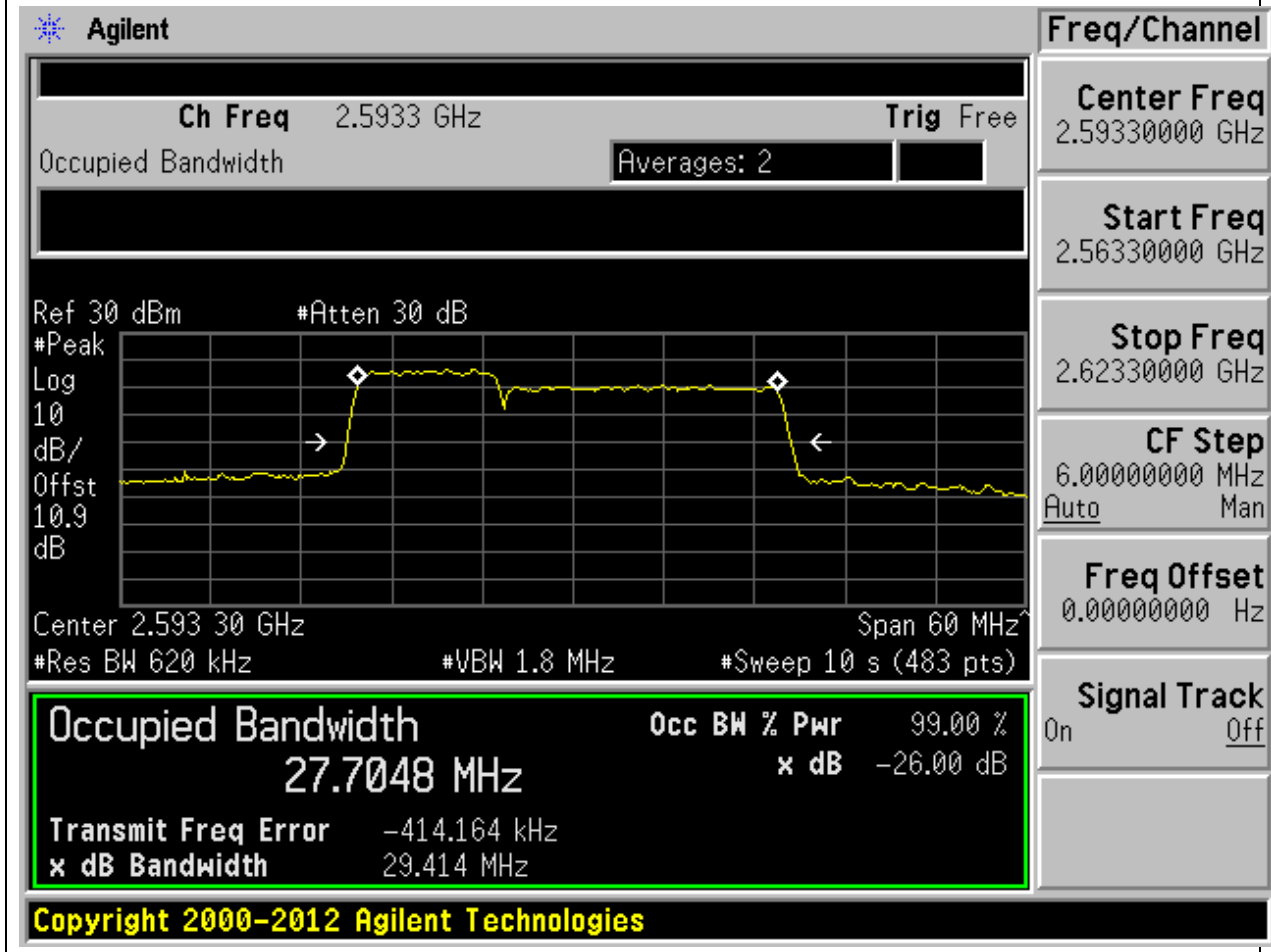 Agilent
Freq/Channel
Ch Freq 2.5933 GHz Trig Free
Occupied Bandwidth Averages: 2
Center Freq
2.59330000 GHz
Start Freq
2.56330000 GHz
Stop Freq
2.62330000 GHz
CF Step
6.00000000 MHz
Auto Man
Freq Offset
0.00000000 Hz
Signal Track
On Off
Ref 30 dBm #Atten 30 dB
#Peak
Log
10
dB/
Offst
10.9
dB
Center 2.593 30 GHz Span 60 MHz^
#Res BW 620 kHz #VBW 1.8 MHz #Sweep 10 s (483 pts)
Occupied Bandwidth Occ BW % Pwr 99.00 %
27.7048 MHz x dB -26.00 dB
Transmit Freq Error -414.164 kHz
x dB Bandwidth 29.414 MHz
Copyright 2000-2012 Agilent Technologies